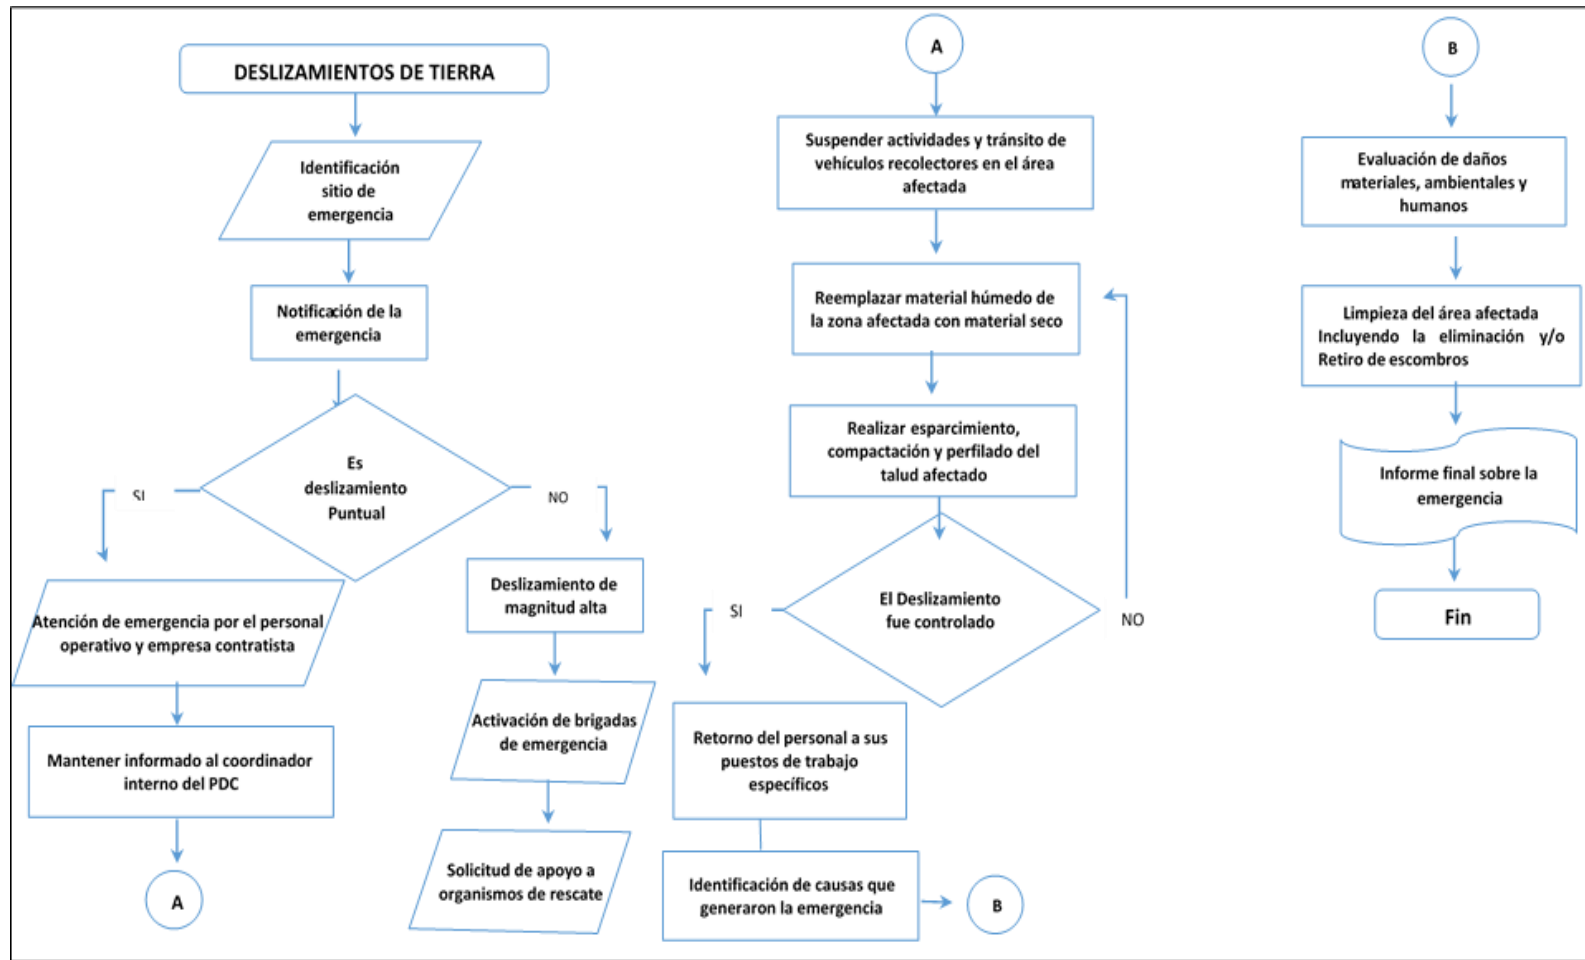 DESLIZAMIENTOS DE TIERRA
Identificación
sitio de
emergencia
Notificación de la
emergencia
Es
deslizamiento
Puntual
SI
NO
Atención de emergencia por el personal
operativo y empresa contratista
Mantener informado al coordinador
interno del PDC
A
Deslizamiento de
magnitud alta
Activación de brigadas
de emergencia
Solicitud de apoyo a
organismos de rescate
A
Suspender actividades y tránsito de
vehículos recolectores en el área
afectada
Reemplazar material húmedo de
la zona afectada con material seco
Realizar esparcimiento,
compactación y perfilado del
talud afectado
El Deslizamiento
fue controlado
SI
NO
Retorno del personal a sus
puestos de trabajo
específicos
Identificación de causas que
generaron la emergencia
B
B
Evaluación de daños
materiales, ambientales y
humanos
Limpieza del área afectada
Incluyendo la eliminación y/o
Retiro de escombros
Informe final sobre la
emergencia
Fin